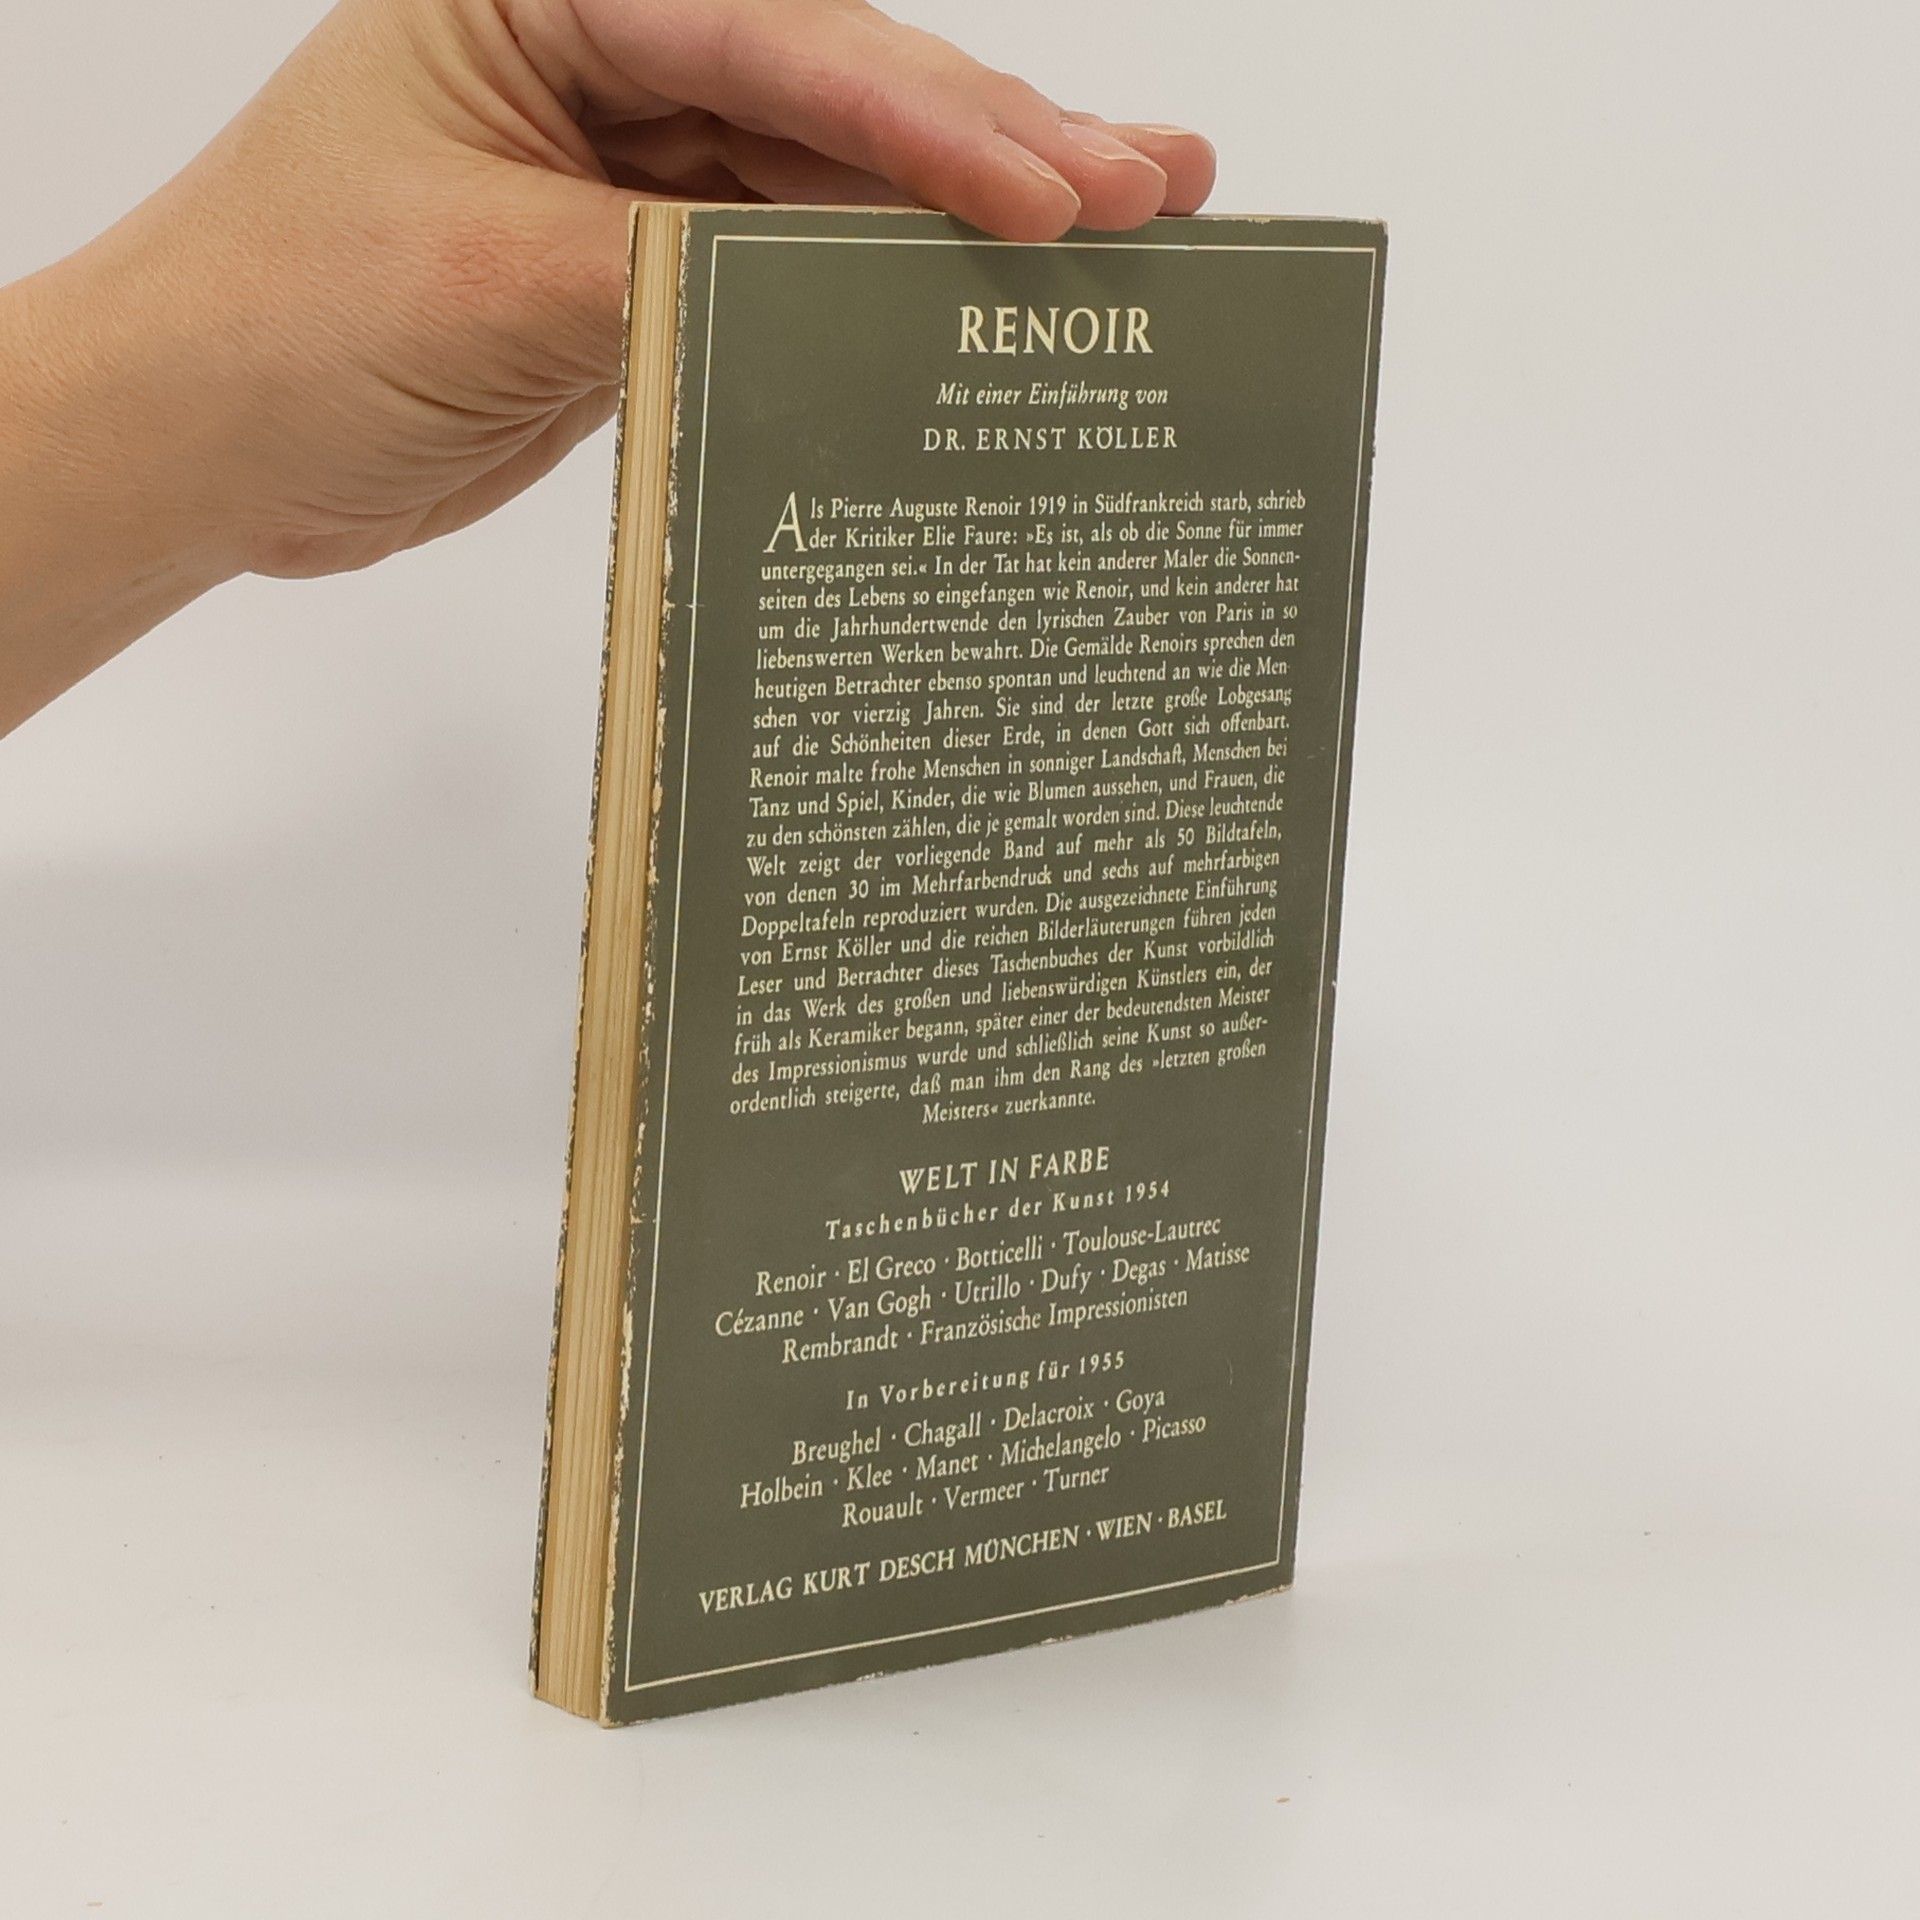 RENOIR
Mit einer Einführung von
DR. ERNST KÖLLER
Als Pierre Auguste Renoir 1919 in Südfrankreich starb, schrieb
der Kritiker Elie Faure: »Es ist, als ob die Sonne für immer
untergegangen sei.« In der Tat hat kein anderer Maler die Sonnen-
seiten des Lebens so eingefangen wie Renoir, und kein anderer hat
um die Jahrhundertwende den lyrischen Zauber von Paris in so
liebenswerten Werken bewahrt. Die Gemälde Renoirs sprechen den
heutigen Betrachter ebenso spontan und leuchtend an wie die Men-
schen vor vierzig Jahren. Sie sind der letzte große Lobgesang
auf die Schönheiten dieser Erde, in denen Gott sich offenbart.
Renoir malte frohe Menschen in sonniger Landschaft, Menschen bei
Tanz und Spiel, Kinder, die wie Blumen aussehen, und Frauen, die
zu den schönsten zählen, die je gemalt worden sind. Diese leuchtende
Welt zeigt der vorliegende Band auf mehr als 50 Bildtafeln,
von denen 30 im Mehrfarbendruck und sechs auf mehrfarbigen
Doppeltafeln reproduziert wurden. Die ausgezeichnete Einführung
von Ernst Köller und die reichen Bilderläuterungen führen jeden
Leser und Betrachter dieses Taschenbuches der Kunst vorbildlich
in das Werk des großen und liebenswürdigen Künstlers ein, der
früh als Keramiker begann, später einer der bedeutendsten Meister
des Impressionismus wurde und schließlich seine Kunst so außer-
ordentlich steigerte, daß man ihm den Rang des »letzten großen
Meisters« zuerkannte.
WELT IN FARBE
Taschenbücher der Kunst 1954
Renoir · El Greco · Botticelli · Toulouse-Lautrec
Cézanne · Van Gogh · Utrillo · Dufy · Degas · Matisse
Rembrandt · Französische Impressionisten
In Vorbereitung für 1955
Breughel · Chagall · Delacroix · Goya
Holbein · Klee · Manet · Michelangelo · Picasso
Rouault · Vermeer · Turner
VERLAG KURT DESCH MÜNCHEN · WIEN · BASEL